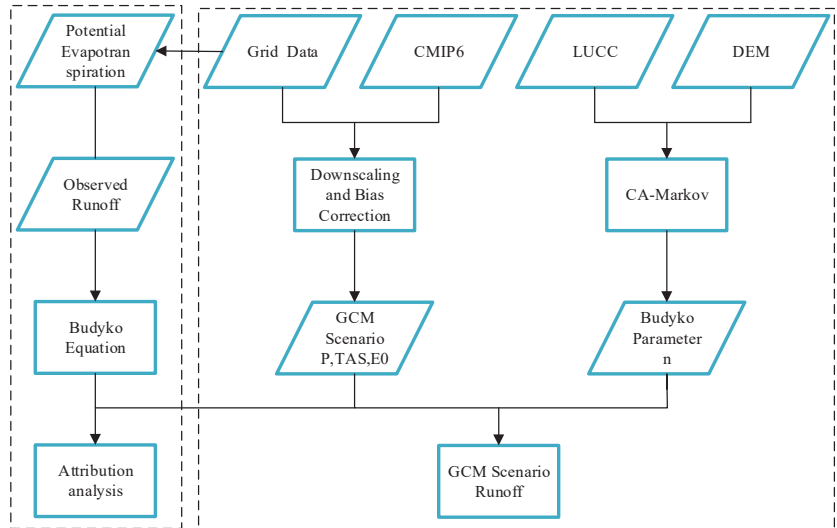 Potential
Evapotran
spiration
Grid Data
CMIP6
LUCC
DEM
Observed
Runoff
Downscaling
and Bias
Correction
CA-Markov
Budyko
Equation
GCM
Scenario
P,TAS,E0
Budyko
Parameter
n
Attribution
analysis
GCM Scenario
Runoff